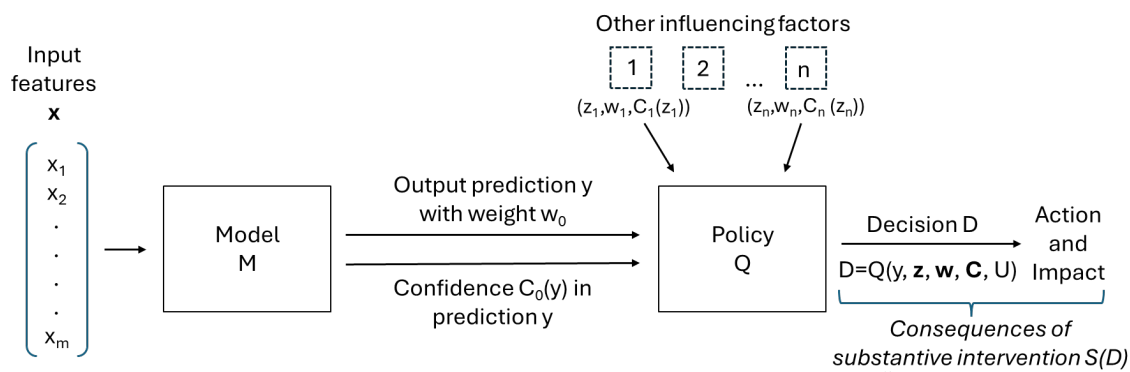 Other influencing factors
1 2 ... n
(z₁,w₁,C₁(z₁)) (zₙ,wₙ,Cₙ (zₙ))
Input
features
x
x₁
x₂
.
.
.
.
xₘ
Model
M
Output prediction y
with weight w₀
Confidence C₀(y) in
prediction y
Policy
Q
Decision D
D=Q(y, z, w, C, U)
Action
and
Impact
Consequences of
substantive intervention S(D)